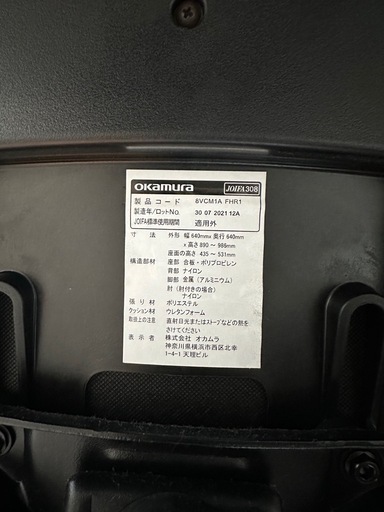 okamura JOIFA308
製品コード 8VCM1A FHR1
製造年/ロットNo. 30 07 2021 12A
JOIFA標準使用期間 適用外
寸法 外形 幅640mm× 奥行640mm
× 高さ890 ~ 986mm
座面の高さ 435 ~ 531mm
構造部材 座部 合板・ポリプロピレン
背部 ナイロン
脚部 金属(アルミニウム)
肘(肘付きの場合)
ナイロン
張り材 ポリエステル
クッション材 ウレタンフォーム
取扱上の注意 直射日光またはストーブなどの熱を
さけてください
表示者 株式会社 オカムラ
神奈川県横浜市西区北幸
1-4-1 天理ビル